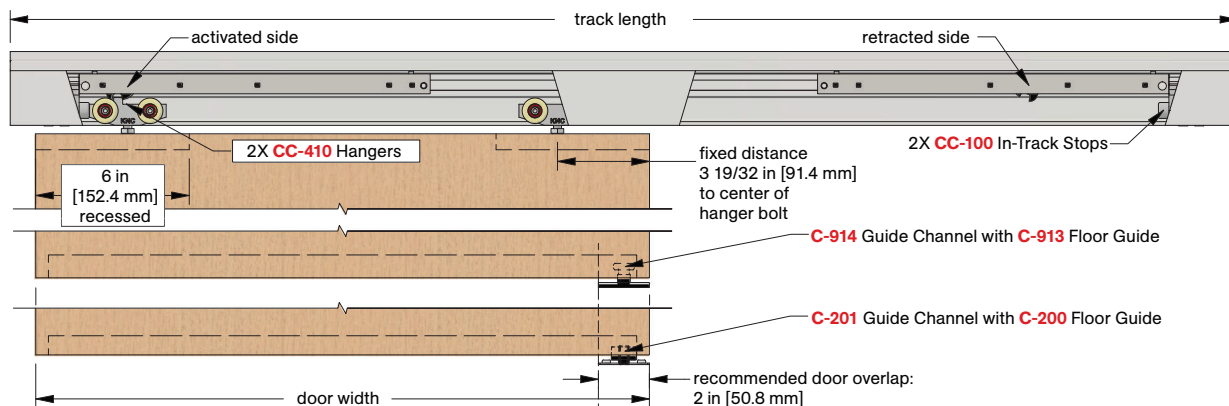 track length
activated side
retracted side
KNC
KNC
2X CC-410 Hangers
2X CC-100 In-Track Stops
6 in
[152.4 mm]
recessed
fixed distance
3 19/32 in [91.4 mm]
to center of
hanger bolt
C-914 Guide Channel with C-913 Floor Guide
C-201 Guide Channel with C-200 Floor Guide
door width
recommended door overlap:
2 in [50.8 mm]